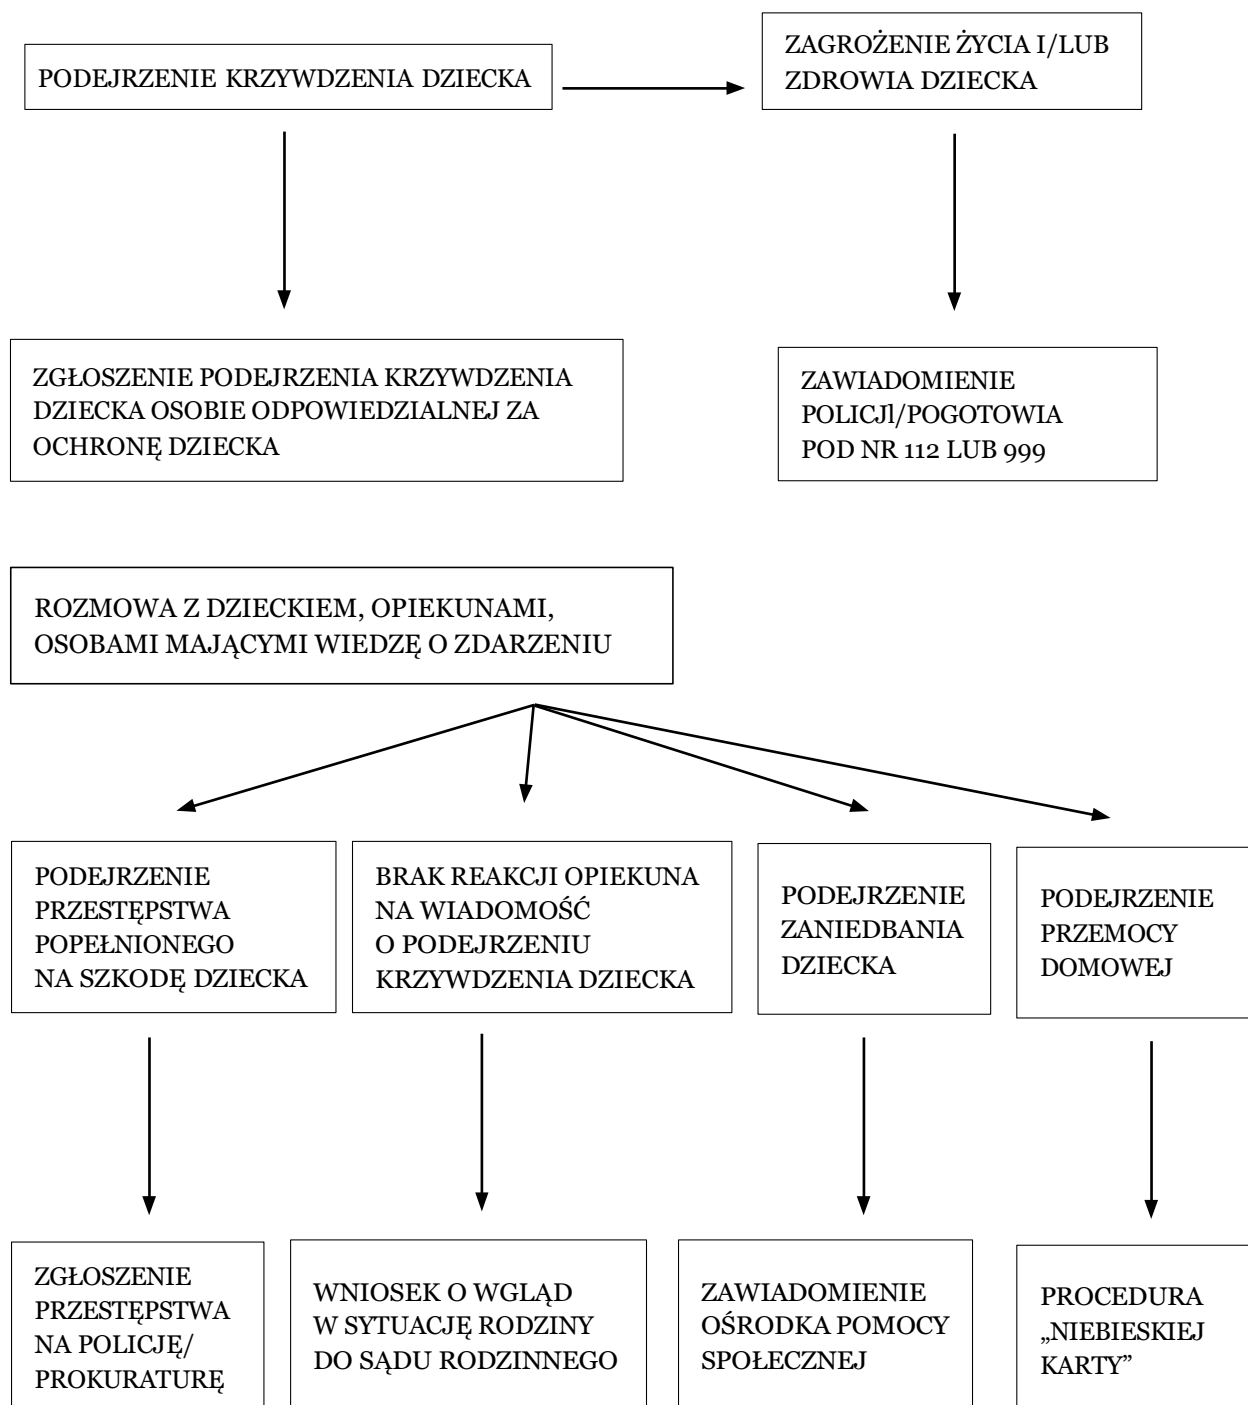 PODEJRZENIE KRZYWDZENIA DZIECKA
ZAGROŻENIE ŻYCIA I/LUB
ZDROWIA DZIECKA
ZGŁOSZENIE PODEJRZENIA KRZYWDZENIA
DZIECKA OSOBIE ODPOWIEDZIALNEJ ZA
OCHRONĘ DZIECKA
ZAWIADOMIENIE
POLICJl/POGOTOWIA
POD NR 112 LUB 999
ROZMOWA Z DZIECKIEM, OPIEKUNAMI,
OSOBAMI MAJĄCYMI WIEDZĘ O ZDARZENIU
PODEJRZENIE
PRZESTĘPSTWA
POPEŁNIONEGO
NA SZKODĘ DZIECKA
BRAK REAKCJI OPIEKUNA
NA WIADOMOŚĆ
O PODEJRZENIU
KRZYWDZENIA DZIECKA
PODEJRZENIE
ZANIEDBANIA
DZIECKA
PODEJRZENIE
PRZEMOCY
DOMOWEJ
ZGŁOSZENIE
PRZESTĘPSTWA
NA POLICJĘ/
PROKURATURĘ
WNIOSEK O WGLĄD
W SYTUACJĘ RODZINY
DO SĄDU RODZINNEGO
ZAWIADOMIENIE
OŚRODKA POMOCY
SPOŁECZNEJ
PROCEDURA
„NIEBIESKIEJ
KARTY”